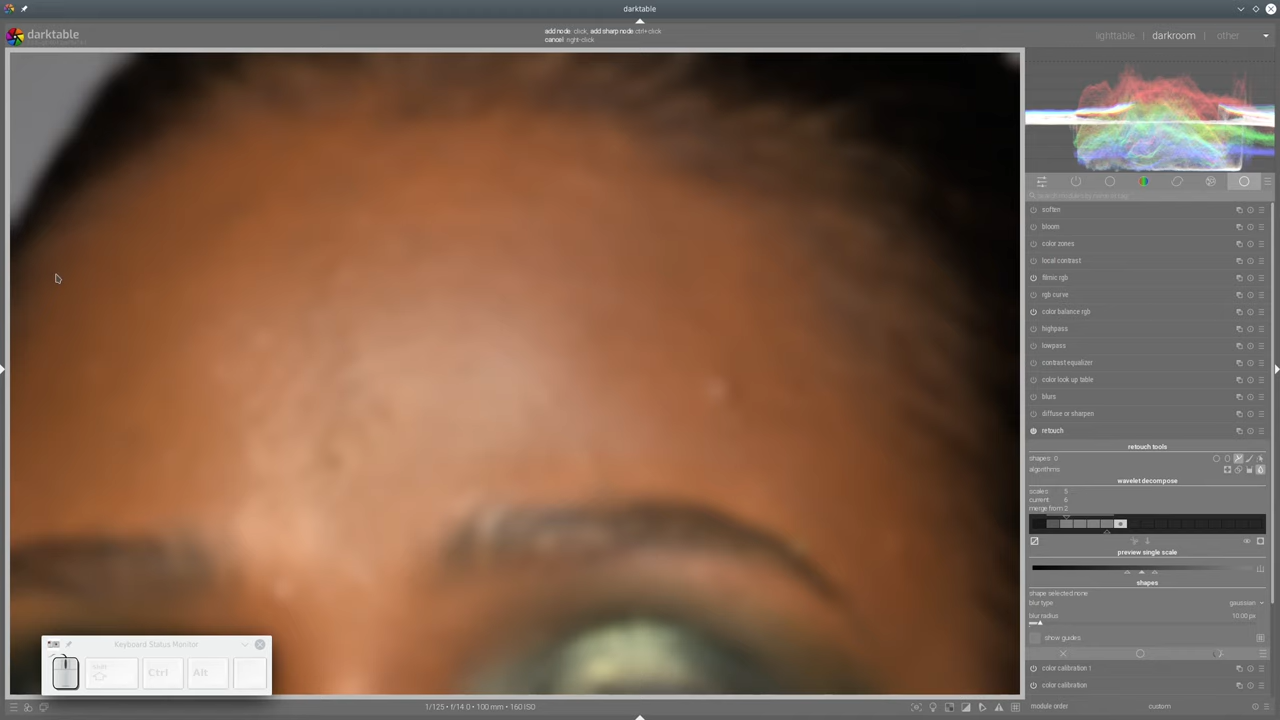 darktable
darktable
add node: click, add sharp node: ctrl+click
cancel: right-click
lighttable | darkroom | other
soften
bloom
color zones
local contrast
filmic rgb
rgb curve
color balance rgb
highpass
lowpass
contrast equalizer
color look up table
blurs
diffuse or sharpen
retouch
retouch tools
shapes: 0
algorithms
wavelet decompose
scales: 5
current: 6
merge from: 2
preview single scale
shapes
shape selected none
blur type gaussian
blur radius 10.00 px
show guides
Keyboard Status Monitor
Shift Ctrl Alt
color calibration 1
color calibration
1/125 • f/14.0 • 100 mm • 160 ISO
module order custom